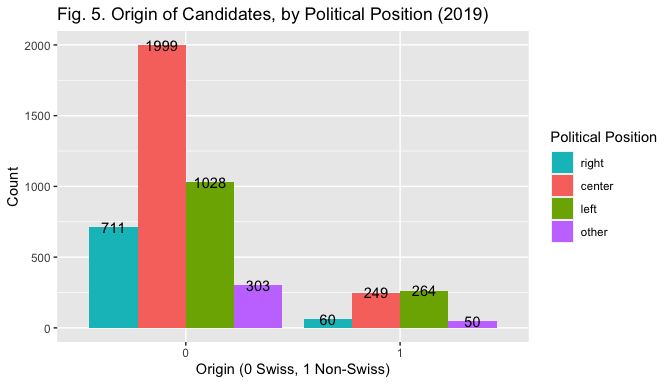 Fig. 5. Origin of Candidates, by Political Position (2019)
2000
1500
1000
500
0
Count
711
1999
1028
303
60
249
264
50
0
1
Origin (0 Swiss, 1 Non-Swiss)
Political Position
right
center
left
other